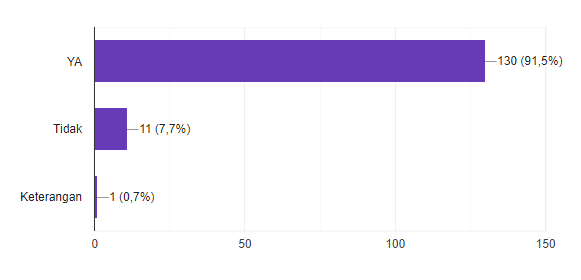 YA
130 (91,5%)
Tidak
11 (7,7%)
Keterangan
1 (0,7%)
0
50
100
150